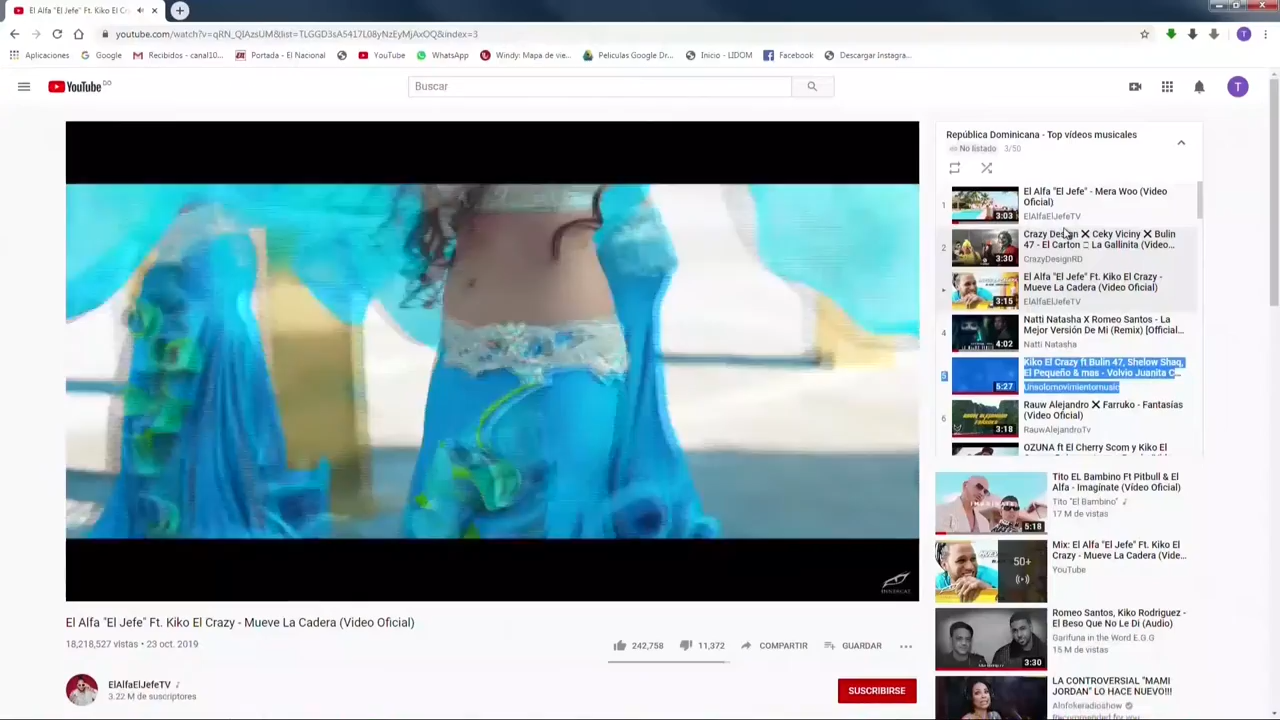 El Alfa "El Jefe" Ft. Kiko El C
youtube.com/watch?v=qRN_QlAzsUM&list=TLGGD3sA5417L08yNzEyMjAxOQ&index=3
Aplicaciones
Google
Recibidos - canal10...
Portada - El Nacional
YouTube
WhatsApp
Windy: Mapa de vie...
Peliculas Google Dr...
Inicio - LIDOM
Facebook
Descargar Instagra...
T
YouTube DO
Buscar
T
República Dominicana - Top vídeos musicales
No listado 3/50
1
El Alfa "El Jefe" - Mera Woo (Video
Oficial)
ElAlfaElJefeTV
3:03
2
Crazy Design ❌ Ceky Viciny ❌ Bulin
47 - El Carton □ La Gallinita (Video...
CrazyDesignRD
3:30
El Alfa "El Jefe" Ft. Kiko El Crazy -
Mueve La Cadera (Video Oficial)
ElAlfaElJefeTV
3:15
4
Natti Natasha X Romeo Santos - La
Mejor Versión De Mi (Remix) [Official...
Natti Natasha
4:02
5
Kiko El Crazy ft Bulin 47, Shelow Shaq,
El Pequeño & mas - Volvio Juanita C...
Unsolomovimientomusic
5:27
6
Rauw Alejandro ❌ Farruko - Fantasías
(Video Oficial)
RauwAlejandroTv
3:18
OZUNA ft El Cherry Scom y Kiko El
Tito EL Bambino Ft Pitbull & El
Alfa - Imagínate (Vídeo Oficial)
Tito "El Bambino" ♪
17 M de vistas
5:18
Mix: El Alfa "El Jefe" Ft. Kiko El
Crazy - Mueve La Cadera (Vide...
YouTube
50+
Romeo Santos, Kiko Rodriguez -
El Beso Que No Le Di (Audio)
Garifuna in the Word E.G.G
15 M de vistas
3:30
LA CONTROVERSIAL "MAMI
JORDAN" LO HACE NUEVO!!!
Alofokeradioshow
Recommended for you
El Alfa "El Jefe" Ft. Kiko El Crazy - Mueve La Cadera (Video Oficial)
18,218,527 vistas • 23 oct. 2019
242,758
11,372
COMPARTIR
GUARDAR
ElAlfaElJefeTV ♪
3.22 M de suscriptores
SUSCRIBIRSE